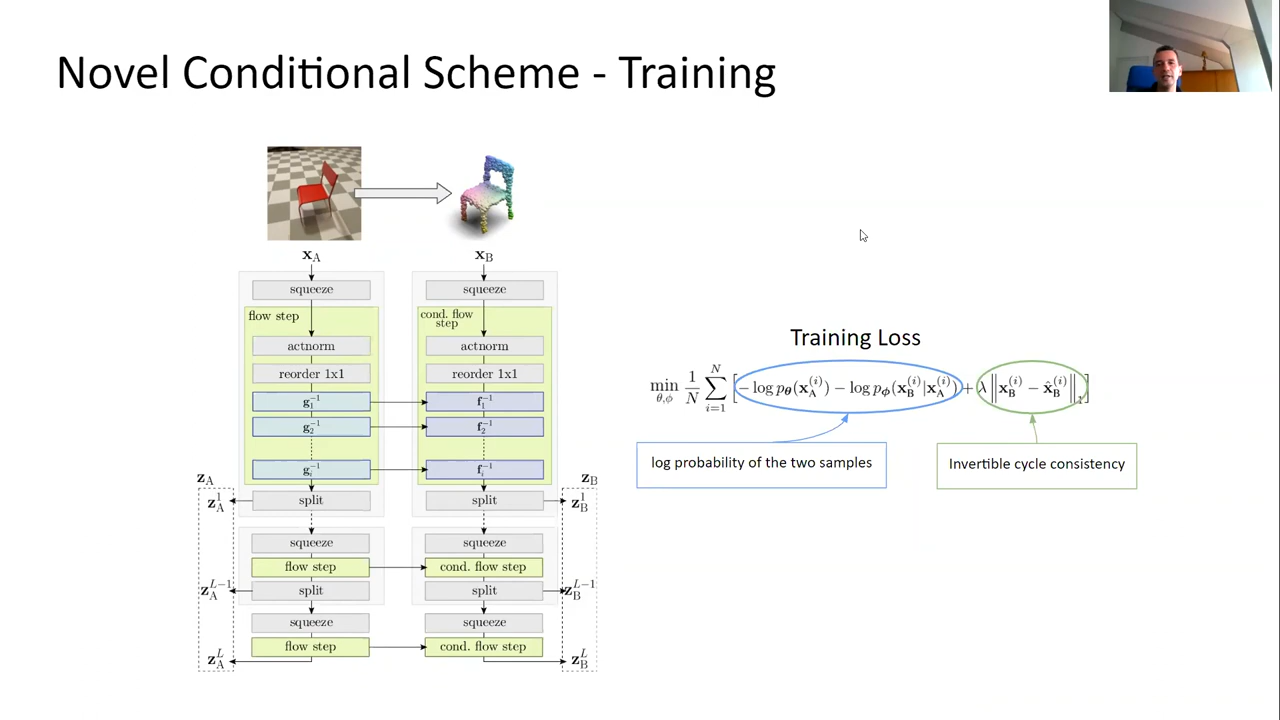 Novel Conditional Scheme - Training
x_A
x_B
squeeze
squeeze
flow step
cond. flow
step
actnorm
actnorm
reorder 1x1
reorder 1x1
g_1^{-1}
f_1^{-1}
g_2^{-1}
f_2^{-1}
g_i^{-1}
f_i^{-1}
z_A
z_B
z_A^1
split
split
z_B^1
squeeze
squeeze
flow step
cond. flow step
z_A^{L-1}
split
split
z_B^{L-1}
squeeze
squeeze
flow step
cond. flow step
z_A^L
z_B^L
Training Loss
min_{θ,ϕ} 1/N ∑_{i=1}^{N} [ −log p_θ(x_A^{(i)}) − log p_ϕ(x_B^{(i)}|x_A^{(i)}) + λ ‖x_B^{(i)} − x̂_B^{(i)}‖_1 ]
log probability of the two samples
Invertible cycle consistency